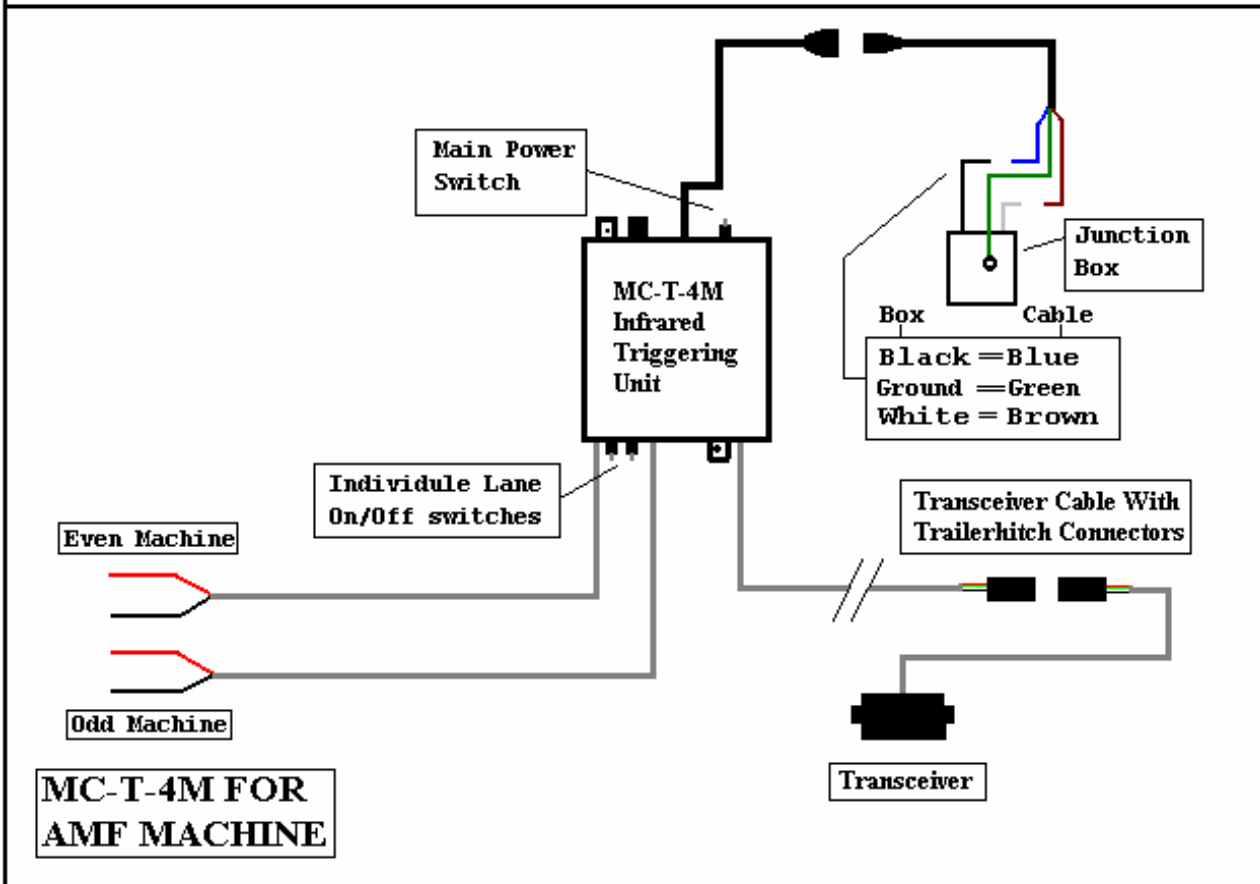 Main Power
Switch
MC-T-4M
Infrared
Triggering
Unit
Junction
Box
Box Cable
Black = Blue
Ground = Green
White = Brown
Individule Lane
On/Off switches
Transceiver Cable With
Trailerhitch Connectors
Even Machine
Odd Machine
Transceiver
MC-T-4M FOR
AMF MACHINE